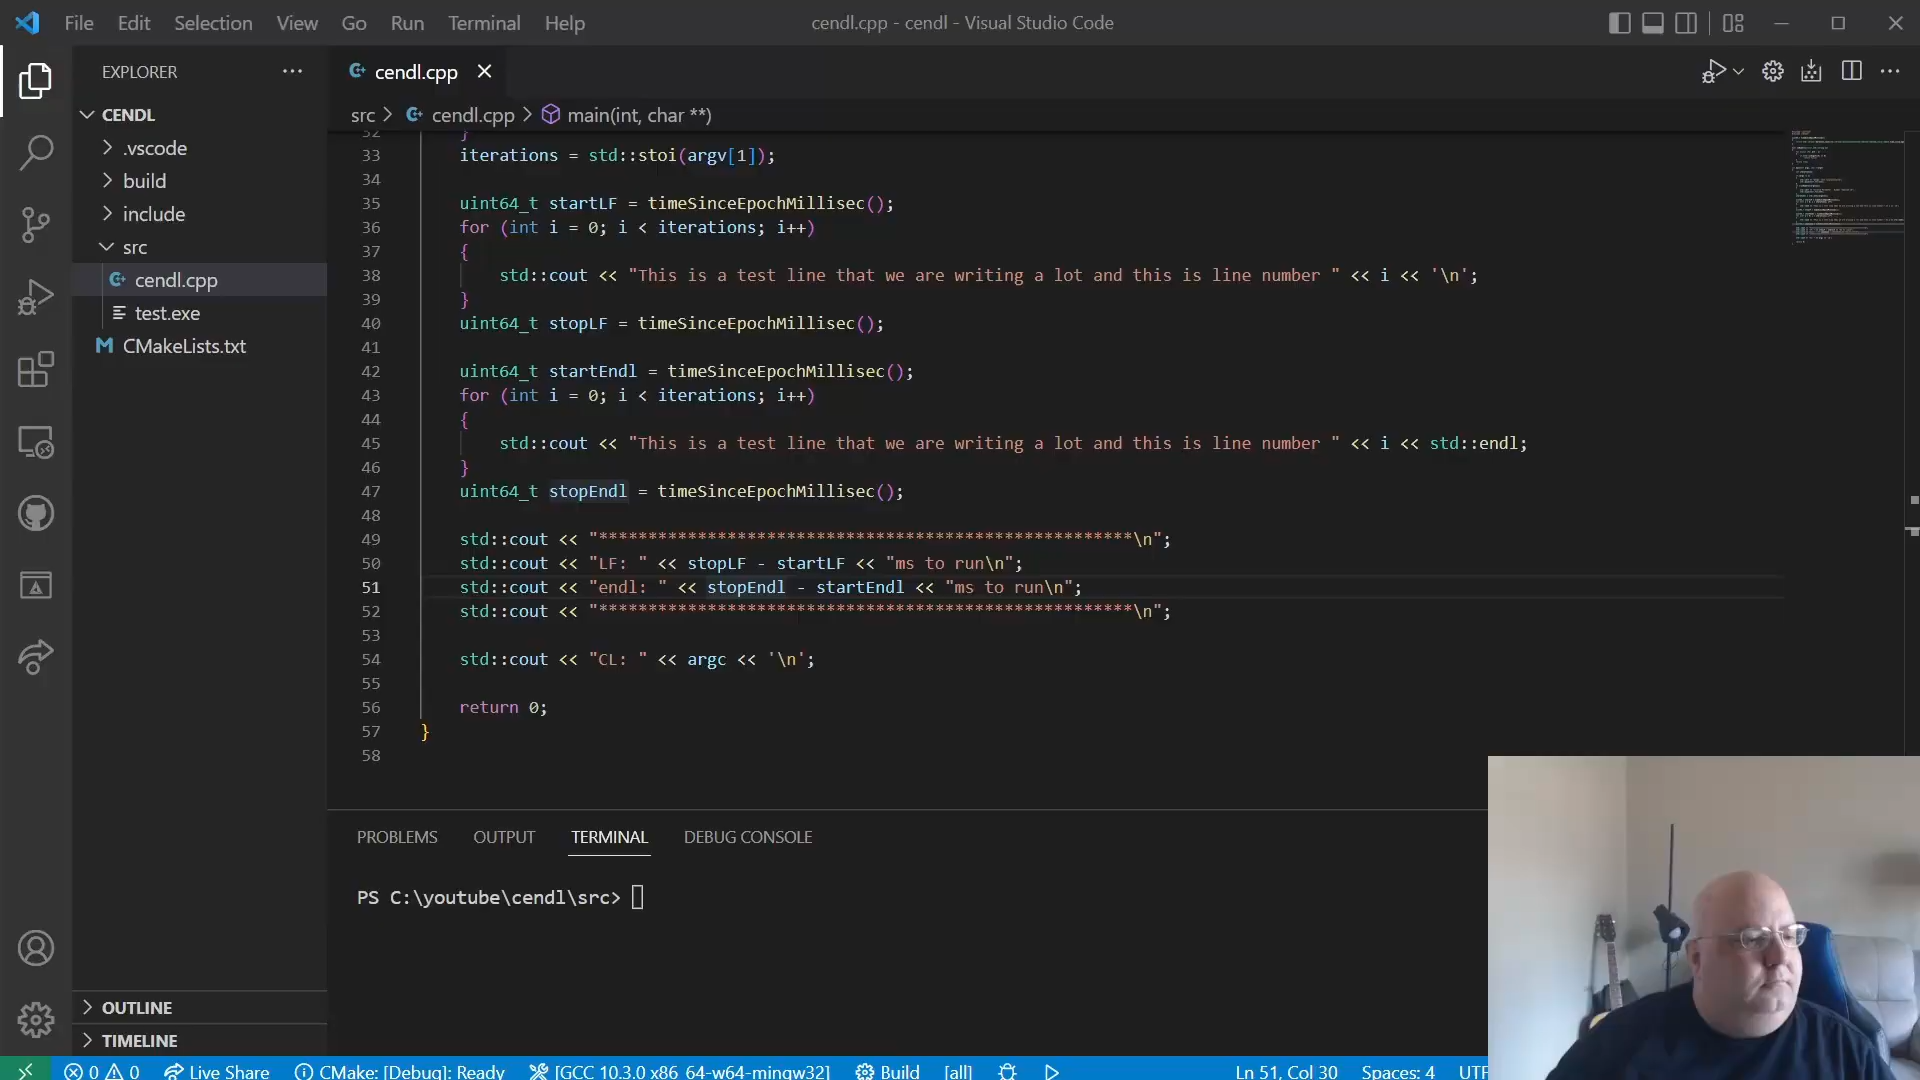 File Edit Selection View Go Run Terminal Help
cendl.cpp - cendl - Visual Studio Code
EXPLORER
CENDL
.vscode
build
include
src
cendl.cpp
test.exe
CMakeLists.txt
OUTLINE
TIMELINE
cendl.cpp
src > cendl.cpp > main(int, char **)
32 }
33 iterations = std::stoi(argv[1]);
34
35 uint64_t startLF = timeSinceEpochMillisec();
36 for (int i = 0; i < iterations; i++)
37 {
38 std::cout << "This is a test line that we are writing a lot and this is line number " << i << '\n';
39 }
40 uint64_t stopLF = timeSinceEpochMillisec();
41
42 uint64_t startEndl = timeSinceEpochMillisec();
43 for (int i = 0; i < iterations; i++)
44 {
45 std::cout << "This is a test line that we are writing a lot and this is line number " << i << std::endl;
46 }
47 uint64_t stopEndl = timeSinceEpochMillisec();
48
49 std::cout << "******************************************************\n";
50 std::cout << "LF: " << stopLF - startLF << "ms to run\n";
51 std::cout << "endl: " << stopEndl - startEndl << "ms to run\n";
52 std::cout << "******************************************************\n";
53
54 std::cout << "CL: " << argc << '\n';
55
56 return 0;
57 }
58
PROBLEMS OUTPUT TERMINAL DEBUG CONSOLE
PS C:\youtube\cendl\src>
0 0 Live Share CMake: [Debug]: Ready [GCC 10.3.0 x86_64-w64-mingw32] Build [all] Ln 51, Col 30 Spaces: 4 UTF